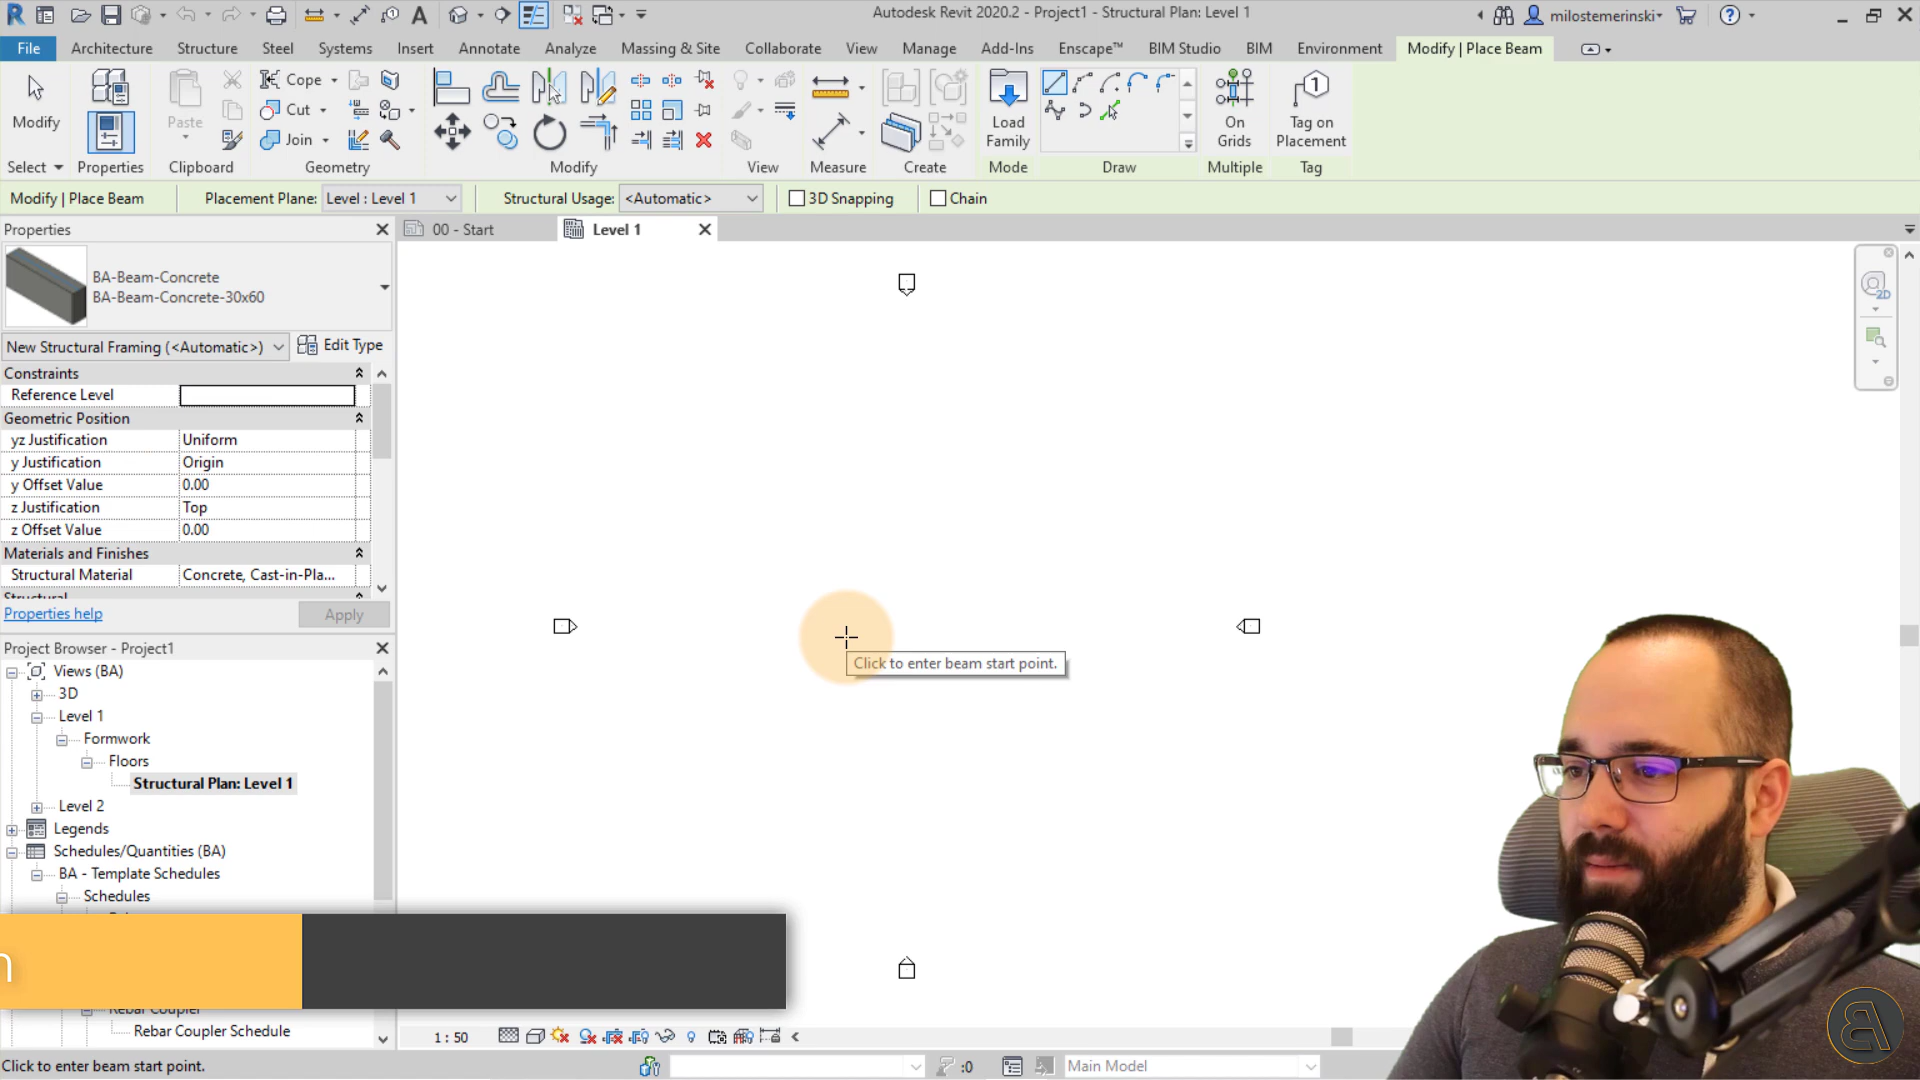 Autodesk Revit 2020.2 - Project1 - Structural Plan: Level 1
milostemerinski
File Architecture Structure Steel Systems Insert Annotate Analyze Massing & Site Collaborate View Manage Add-Ins Enscape™ BIM Studio BIM Environment Modify | Place Beam
Modify
Paste
Cope
Cut
Join
Load
Family
On
Grids
Tag on
Placement
Select Properties Clipboard Geometry Modify View Measure Create Mode Draw Multiple Tag
Modify | Place Beam Placement Plane: Level : Level 1 Structural Usage: <Automatic> 3D Snapping Chain
Properties
00 - Start
Level 1
BA-Beam-Concrete
BA-Beam-Concrete-30x60
New Structural Framing (<Automatic>) Edit Type
Constraints
Reference Level
Geometric Position
yz Justification Uniform
y Justification Origin
y Offset Value 0.00
z Justification Top
z Offset Value 0.00
Materials and Finishes
Structural Material Concrete, Cast-in-Pla...
Structural
Properties help Apply
Project Browser - Project1
Views (BA)
3D
Level 1
Formwork
Floors
Structural Plan: Level 1
Level 2
Legends
Schedules/Quantities (BA)
BA - Template Schedules
Schedules
Rebar Coupler
Rebar Coupler Schedule
2D
Click to enter beam start point.
1 : 50
Click to enter beam start point.
:0
Main Model